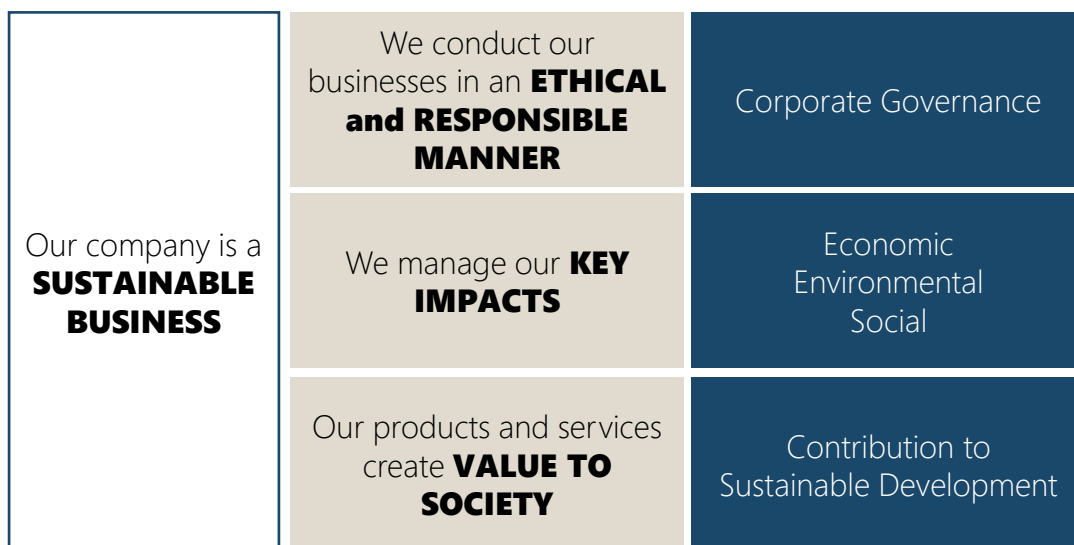 Our company is a
SUSTAINABLE
BUSINESS
We conduct our
businesses in an ETHICAL
and RESPONSIBLE
MANNER
Corporate Governance
We manage our KEY
IMPACTS
Economic
Environmental
Social
Our products and services
create VALUE TO
SOCIETY
Contribution to
Sustainable Development